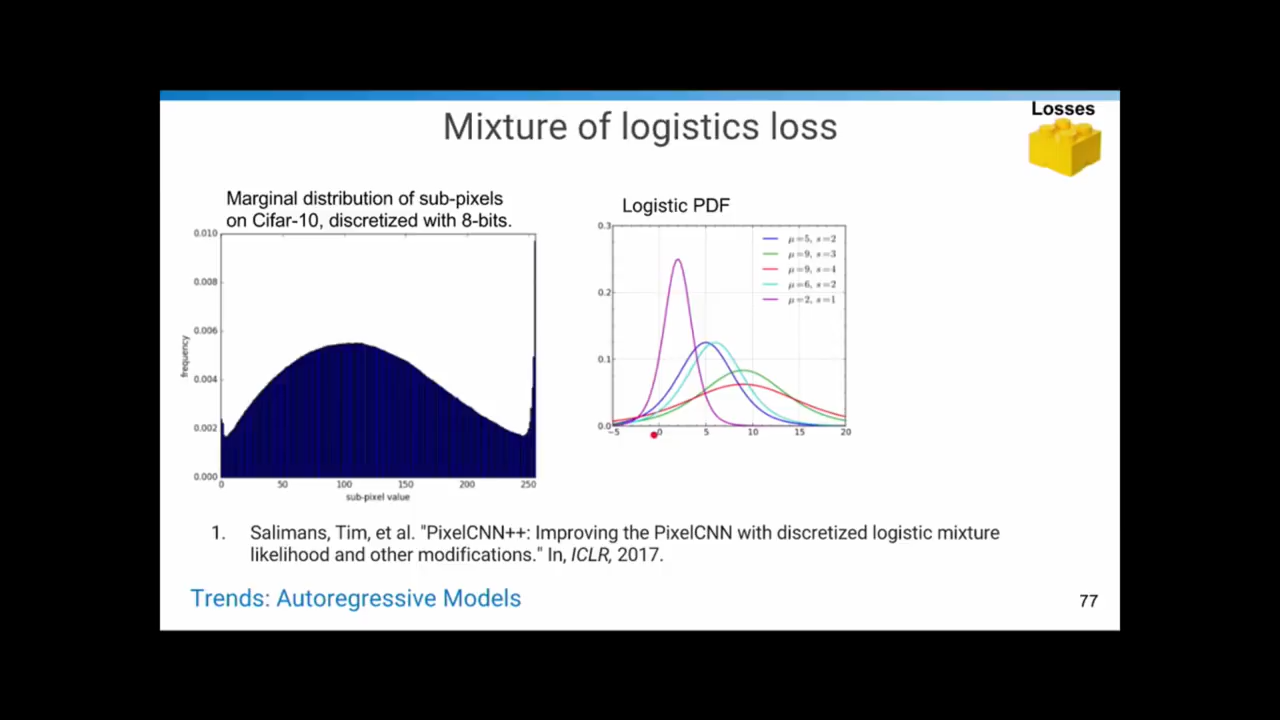 Losses
Mixture of logistics loss
Marginal distribution of sub-pixels
on Cifar-10, discretized with 8-bits.
0.010
0.008
0.006
0.004
0.002
0.000
frequency
0 50 100 150 200 250
sub-pixel value
Logistic PDF
0.3
0.2
0.1
0.0
μ=5, s=2
μ=9, s=3
μ=9, s=4
μ=6, s=2
μ=2, s=1
−5 0 5 10 15 20
1. Salimans, Tim, et al. "PixelCNN++: Improving the PixelCNN with discretized logistic mixture
likelihood and other modifications." In, ICLR, 2017.
Trends: Autoregressive Models
77